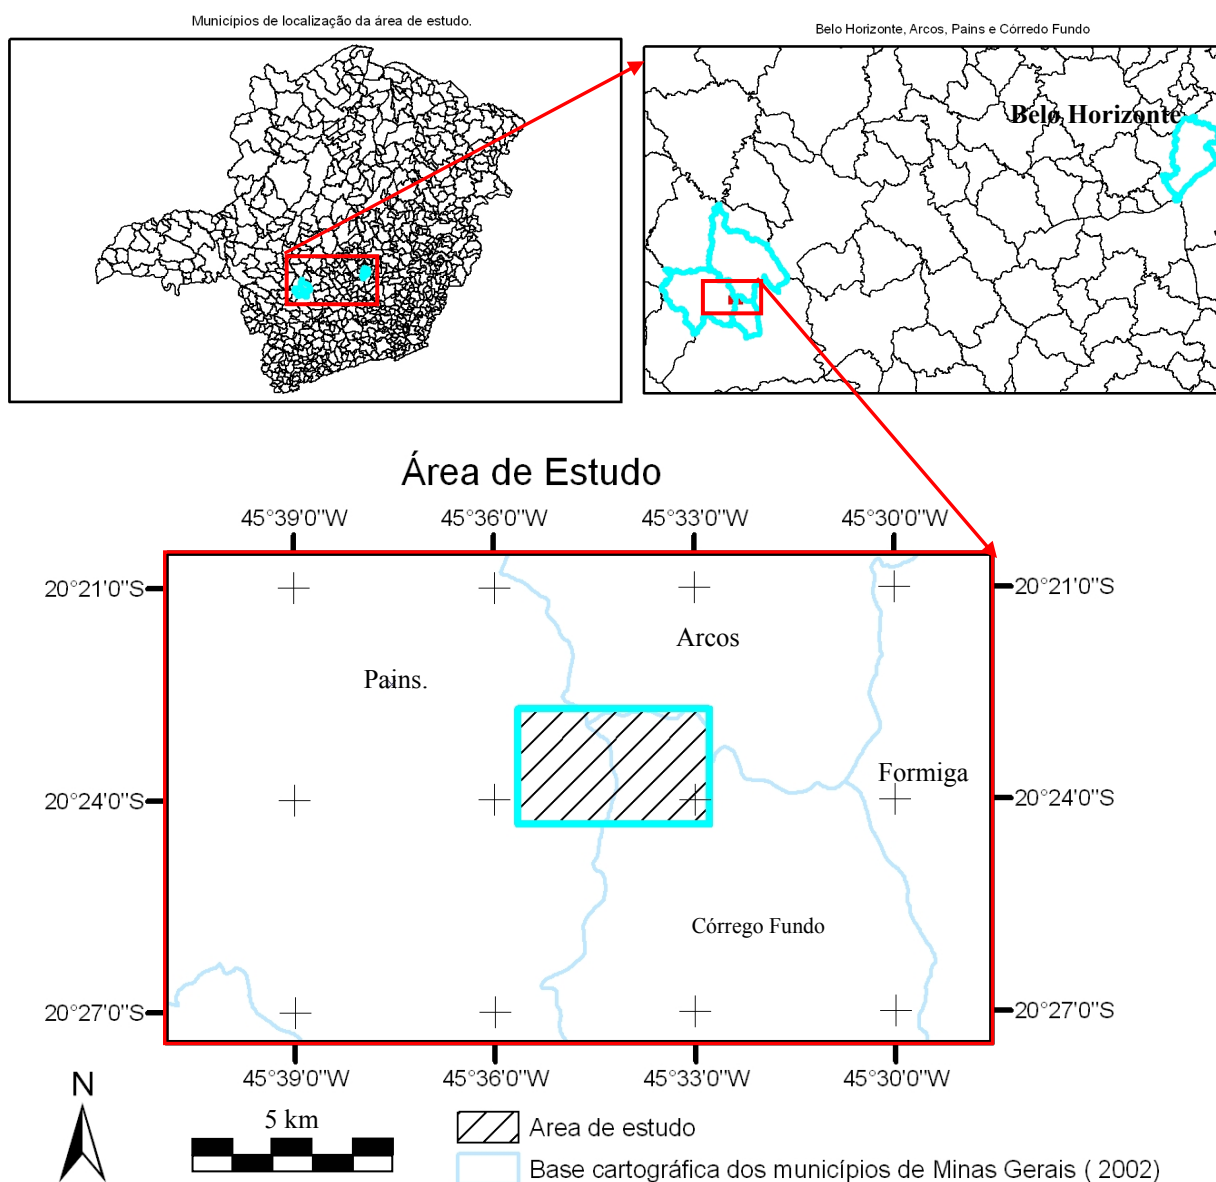 Municípios de localização da área de estudo.
Belo Horizonte, Arcos, Pains e Córredo Fundo
Belo Horizonte
Área de Estudo
45°39'0"W 45°36'0"W 45°33'0"W 45°30'0"W
20°21'0"S 20°21'0"S
Arcos
Pains.
Formiga
20°24'0"S 20°24'0"S
Córrego Fundo
20°27'0"S 20°27'0"S
45°39'0"W 45°36'0"W 45°33'0"W 45°30'0"W
N
5 km
Area de estudo
Base cartográfica dos municípios de Minas Gerais ( 2002)